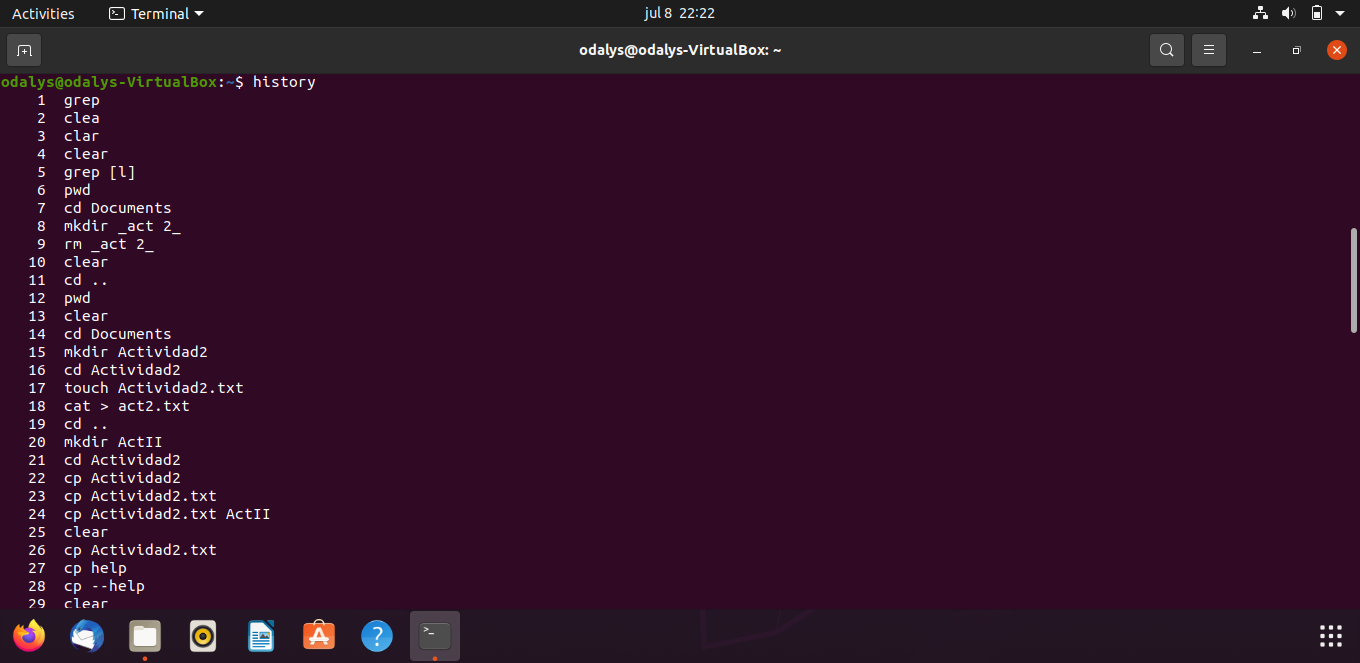 Activities Terminal jul 8 22:22
odalys@odalys-VirtualBox: ~
odalys@odalys-VirtualBox:~$ history
1 grep
2 clea
3 clar
4 clear
5 grep [l]
6 pwd
7 cd Documents
8 mkdir _act 2_
9 rm _act 2_
10 clear
11 cd ..
12 pwd
13 clear
14 cd Documents
15 mkdir Actividad2
16 cd Actividad2
17 touch Actividad2.txt
18 cat > act2.txt
19 cd ..
20 mkdir ActII
21 cd Actividad2
22 cp Actividad2
23 cp Actividad2.txt
24 cp Actividad2.txt ActII
25 clear
26 cp Actividad2.txt
27 cp help
28 cp --help
29 clear